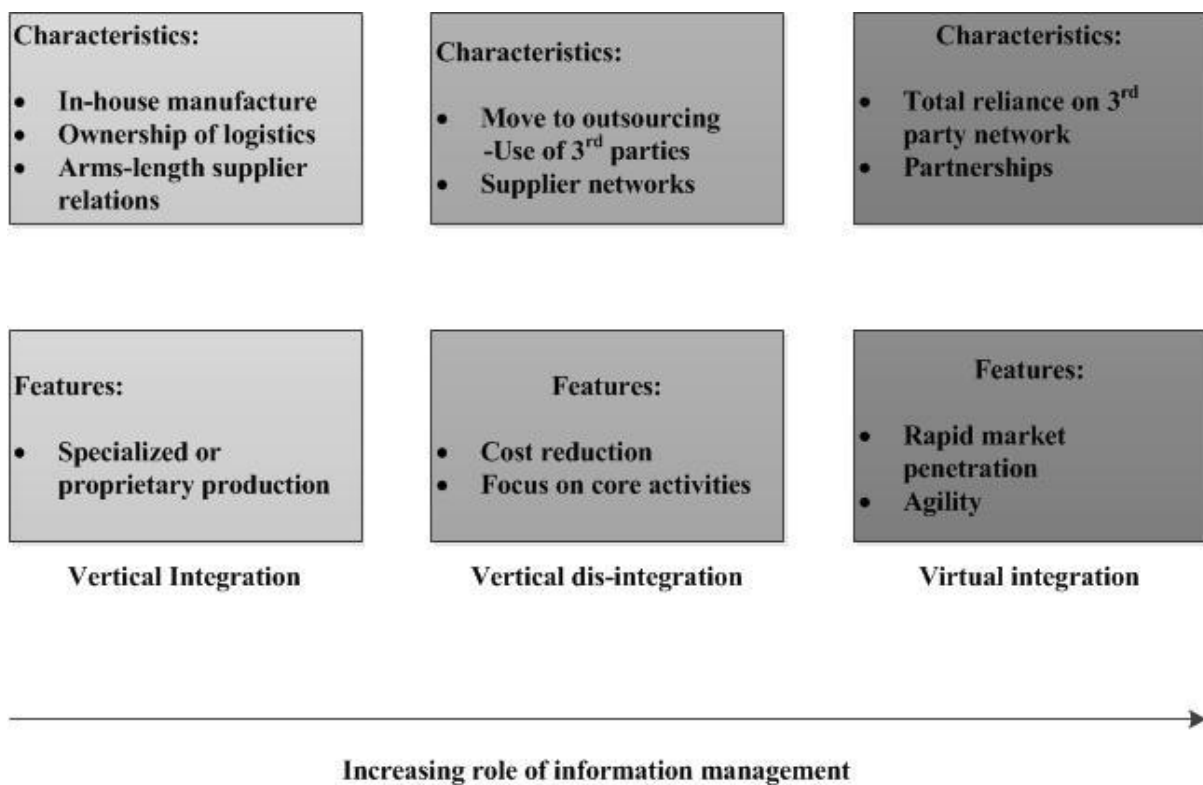 Characteristics:
• In-house manufacture
• Ownership of logistics
• Arms-length supplier
relations
Characteristics:
• Move to outsourcing
-Use of 3rd parties
• Supplier networks
Characteristics:
• Total reliance on 3rd
party network
• Partnerships
Features:
• Specialized or
proprietary production
Features:
• Cost reduction
• Focus on core activities
Features:
• Rapid market
penetration
• Agility
Vertical Integration
Vertical dis-integration
Virtual integration
Increasing role of information management